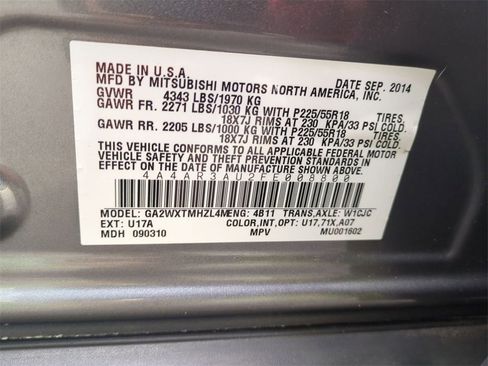 MADE IN U.S.A. DATE SEP. 2014
MFD BY MITSUBISHI MOTORS NORTH AMERICA, INC.
GVWR 4343 LBS/1970 KG
GAWR FR. 2271 LBS/1030 KG WITH P225/55R18 TIRES.
18X7J RIMS AT 230 KPA/33 PSI COLD
GAWR RR. 2205 LBS/1000 KG WITH P225/55R18 TIRES.
18X7J RIMS AT 230 KPA/33 PSI COLD
THIS VEHICLE CONFORMS TO ALL APPLICABLE FEDERAL MOTOR
VEHICLE SAFETY AND THEFT PREVENTION STANDARDS IN
EFFECT ON THE DATE OF MANUFACTURE SHOWN ABOVE.
4A4AR3AU2FE008800
MODEL: GA2WXTMHZL4M ENG: 4B11 TRANS,AXLE: W1CJC
EXT: U17A COLOR,INT,OPT: U17,71X,A07
MDH 090310 MPV MU001602